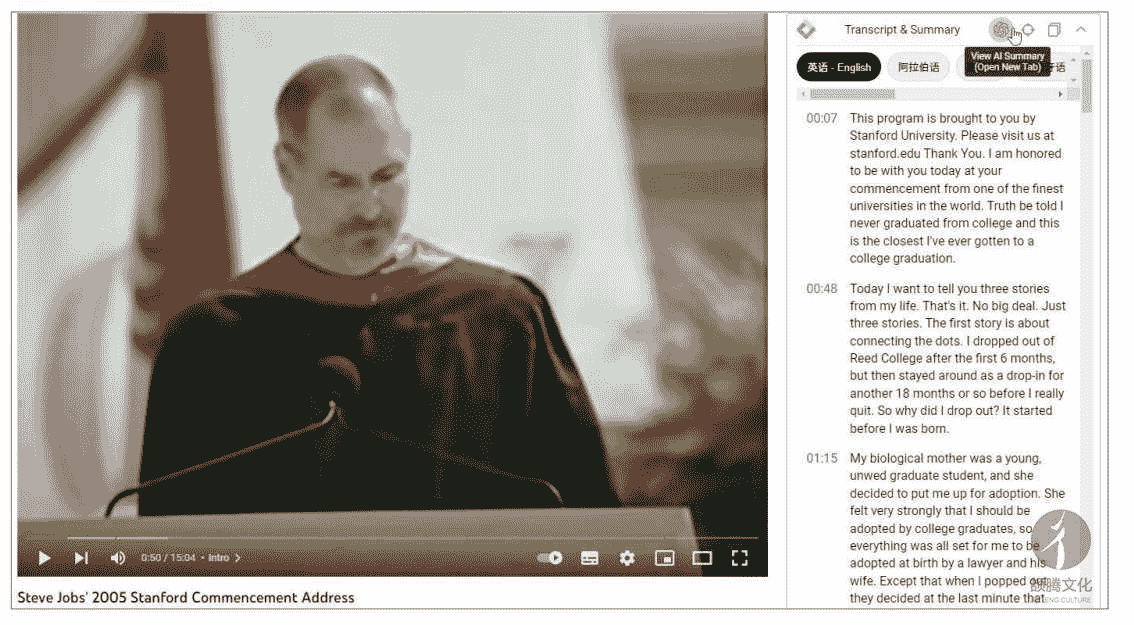 Transcript & Summary
View AI Summary
(Open New Tab)
英语 - English
阿拉伯语
语
00:07
This program is brought to you by
Stanford University. Please visit us at
stanford.edu Thank You. I am honored
to be with you today at your
commencement from one of the finest
universities in the world. Truth be told I
never graduated from college and this
is the closest I've ever gotten to a
college graduation.
00:48
Today I want to tell you three stories
from my life. That's it. No big deal. Just
three stories. The first story is about
connecting the dots. I dropped out of
Reed College after the first 6 months,
but then stayed around as a drop-in for
another 18 months or so before I really
quit. So why did I drop out? It started
before I was born.
01:15
My biological mother was a young,
unwed graduate student, and she
decided to put me up for adoption. She
felt very strongly that I should be
adopted by college graduates, so
everything was all set for me to be
adopted at birth by a lawyer and his
wife. Except that when I popped out
they decided at the last minute that
0:50 / 15:04 • Intro
Steve Jobs' 2005 Stanford Commencement Address
颉腾文化